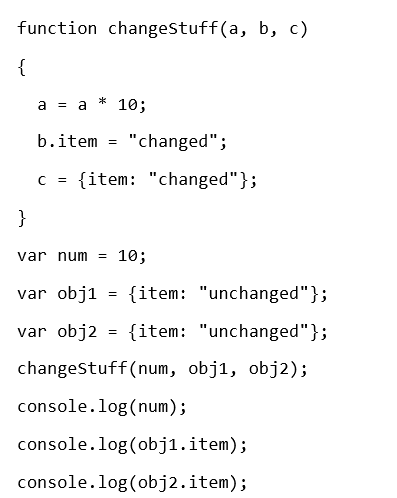 function changeStuff(a, b, c)
{
  a = a * 10;
  b.item = "changed";
  c = {item: "changed"};
}
var num = 10;
var obj1 = {item: "unchanged"};
var obj2 = {item: "unchanged"};
changeStuff(num, obj1, obj2);
console.log(num);
console.log(obj1.item);
console.log(obj2.item);